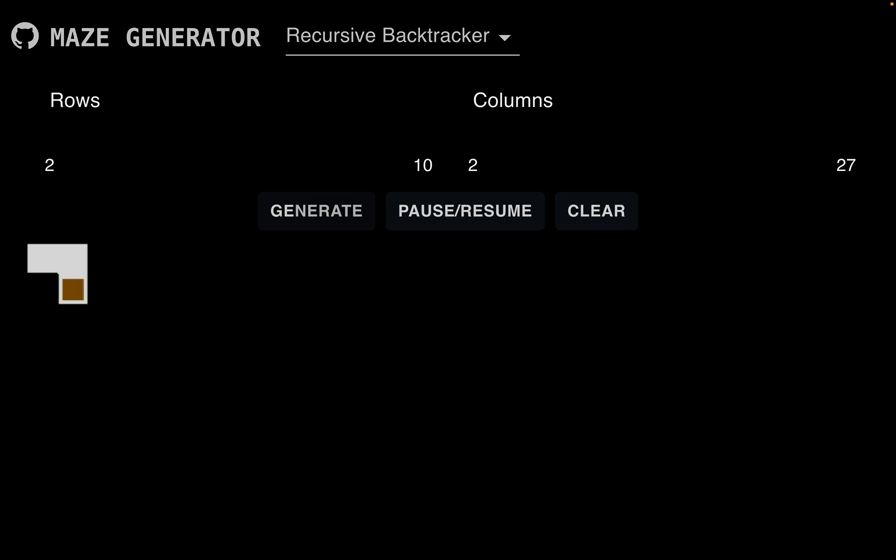 MAZE GENERATOR Recursive Backtracker
Rows Columns
2 10 2 27
GENERATE PAUSE/RESUME CLEAR